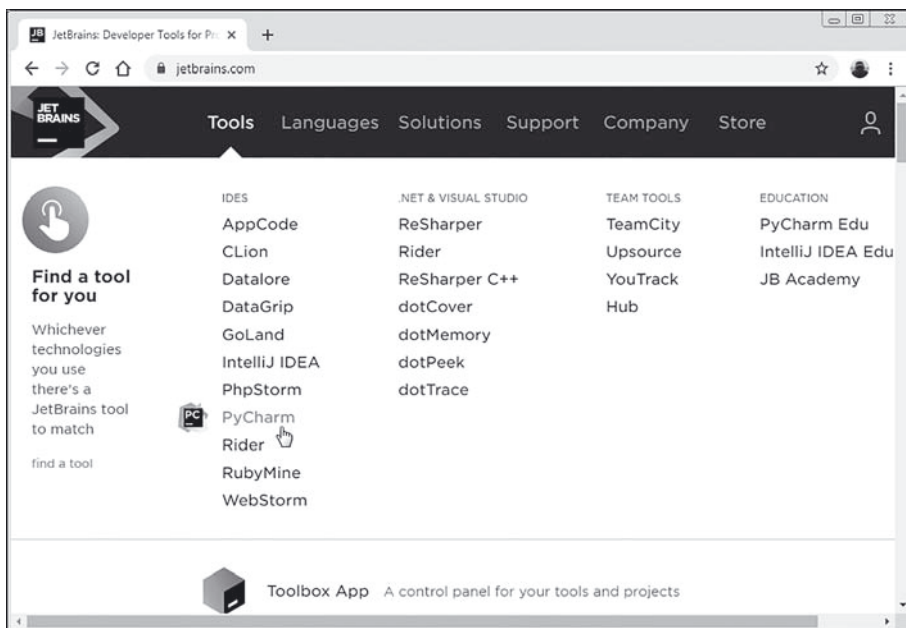 JetBrains: Developer Tools for Pr
jetbrains.com
JET
BRAINS
Tools Languages Solutions Support Company Store
Find a tool
for you
Whichever
technologies
you use
there's a
JetBrains tool
to match
find a tool
IDES
AppCode
CLion
Datalore
DataGrip
GoLand
IntelliJ IDEA
PhpStorm
PC
PyCharm
Rider
RubyMine
WebStorm
.NET & VISUAL STUDIO
ReSharper
Rider
ReSharper C++
dotCover
dotMemory
dotPeek
dotTrace
TEAM TOOLS
TeamCity
Upsource
YouTrack
Hub
EDUCATION
PyCharm Edu
IntelliJ IDEA Edu
JB Academy
Toolbox App A control panel for your tools and projects